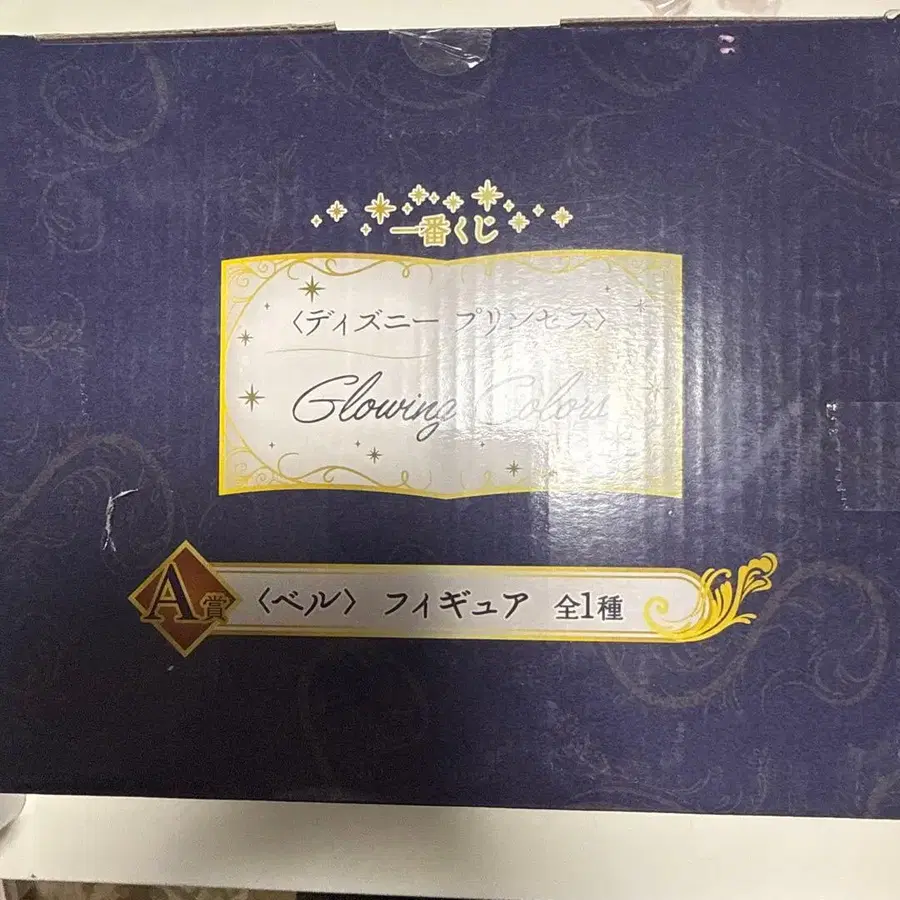 一番くじ
〈ディズニー プリンセス〉
Glowing Colors
A賞 〈ベル〉 フィギュア 全1種